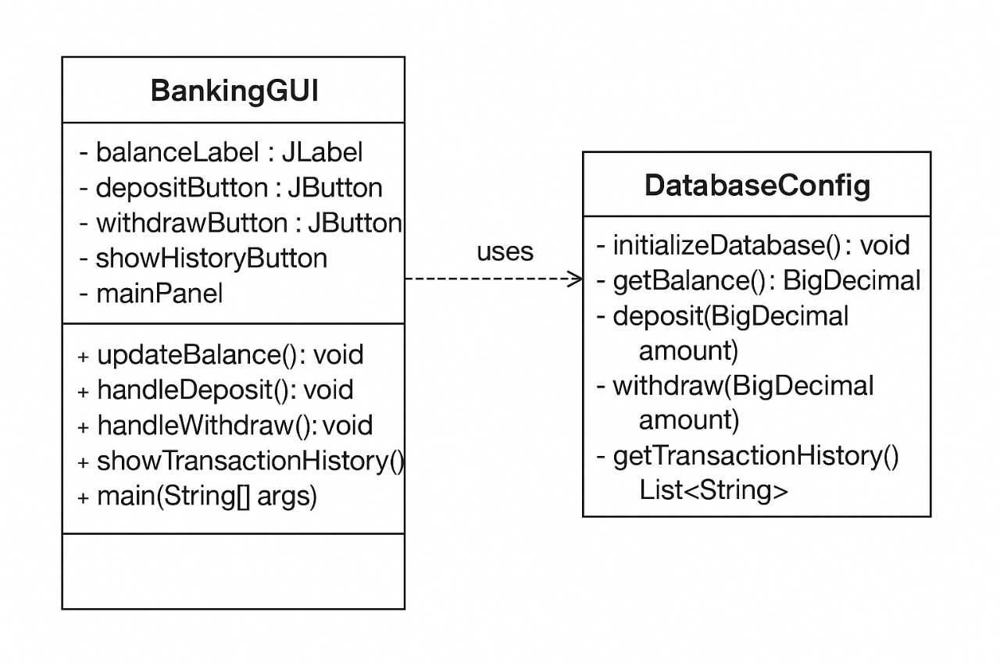 BankingGUI
- balanceLabel : JLabel
- depositButton : JButton
- withdrawButton : JButton
- showHistoryButton
- mainPanel
+ updateBalance(): void
+ handleDeposit(): void
+ handleWithdraw(): void
+ showTransactionHistory()
+ main(String[] args)
uses
DatabaseConfig
- initializeDatabase() : void
- getBalance() : BigDecimal
- deposit(BigDecimal
amount)
- withdraw(BigDecimal
amount)
- getTransactionHistory()
List<String>